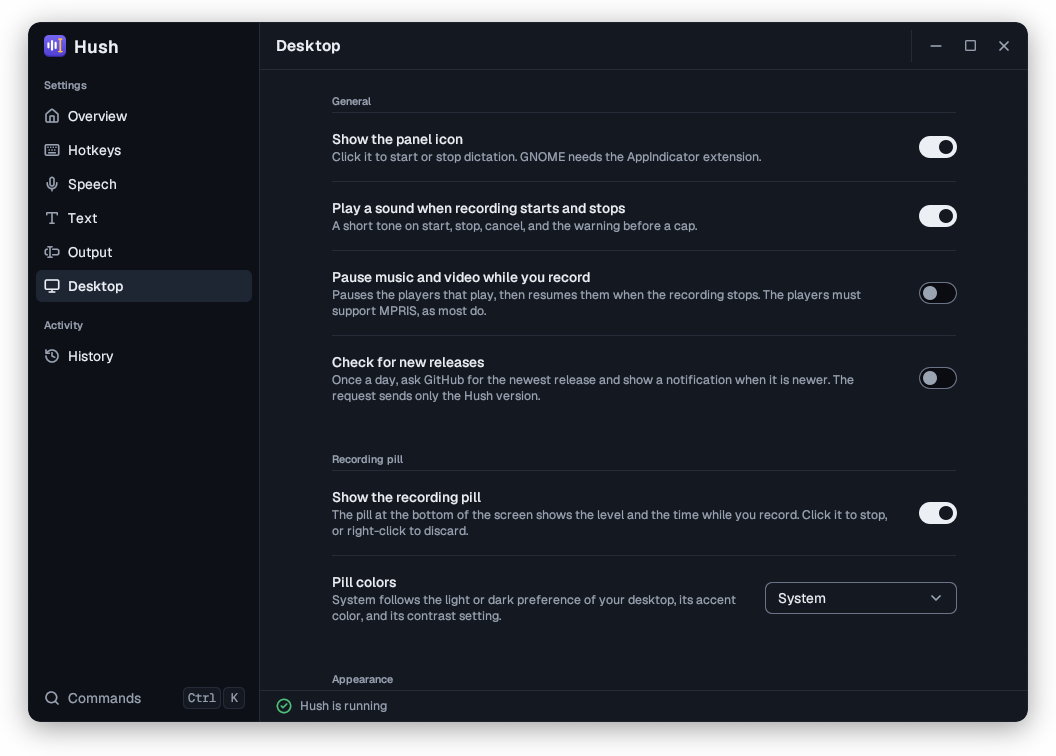 Hush
Settings
Overview
Hotkeys
Speech
Text
Output
Desktop
Activity
History
Commands
Ctrl K
Desktop
General
Show the panel icon
Click it to start or stop dictation. GNOME needs the AppIndicator extension.
Play a sound when recording starts and stops
A short tone on start, stop, cancel, and the warning before a cap.
Pause music and video while you record
Pauses the players that play, then resumes them when the recording stops. The players must
support MPRIS, as most do.
Check for new releases
Once a day, ask GitHub for the newest release and show a notification when it is newer. The
request sends only the Hush version.
Recording pill
Show the recording pill
The pill at the bottom of the screen shows the level and the time while you record. Click it to stop,
or right-click to discard.
Pill colors
System follows the light or dark preference of your desktop, its accent
color, and its contrast setting.
System
Appearance
Hush is running